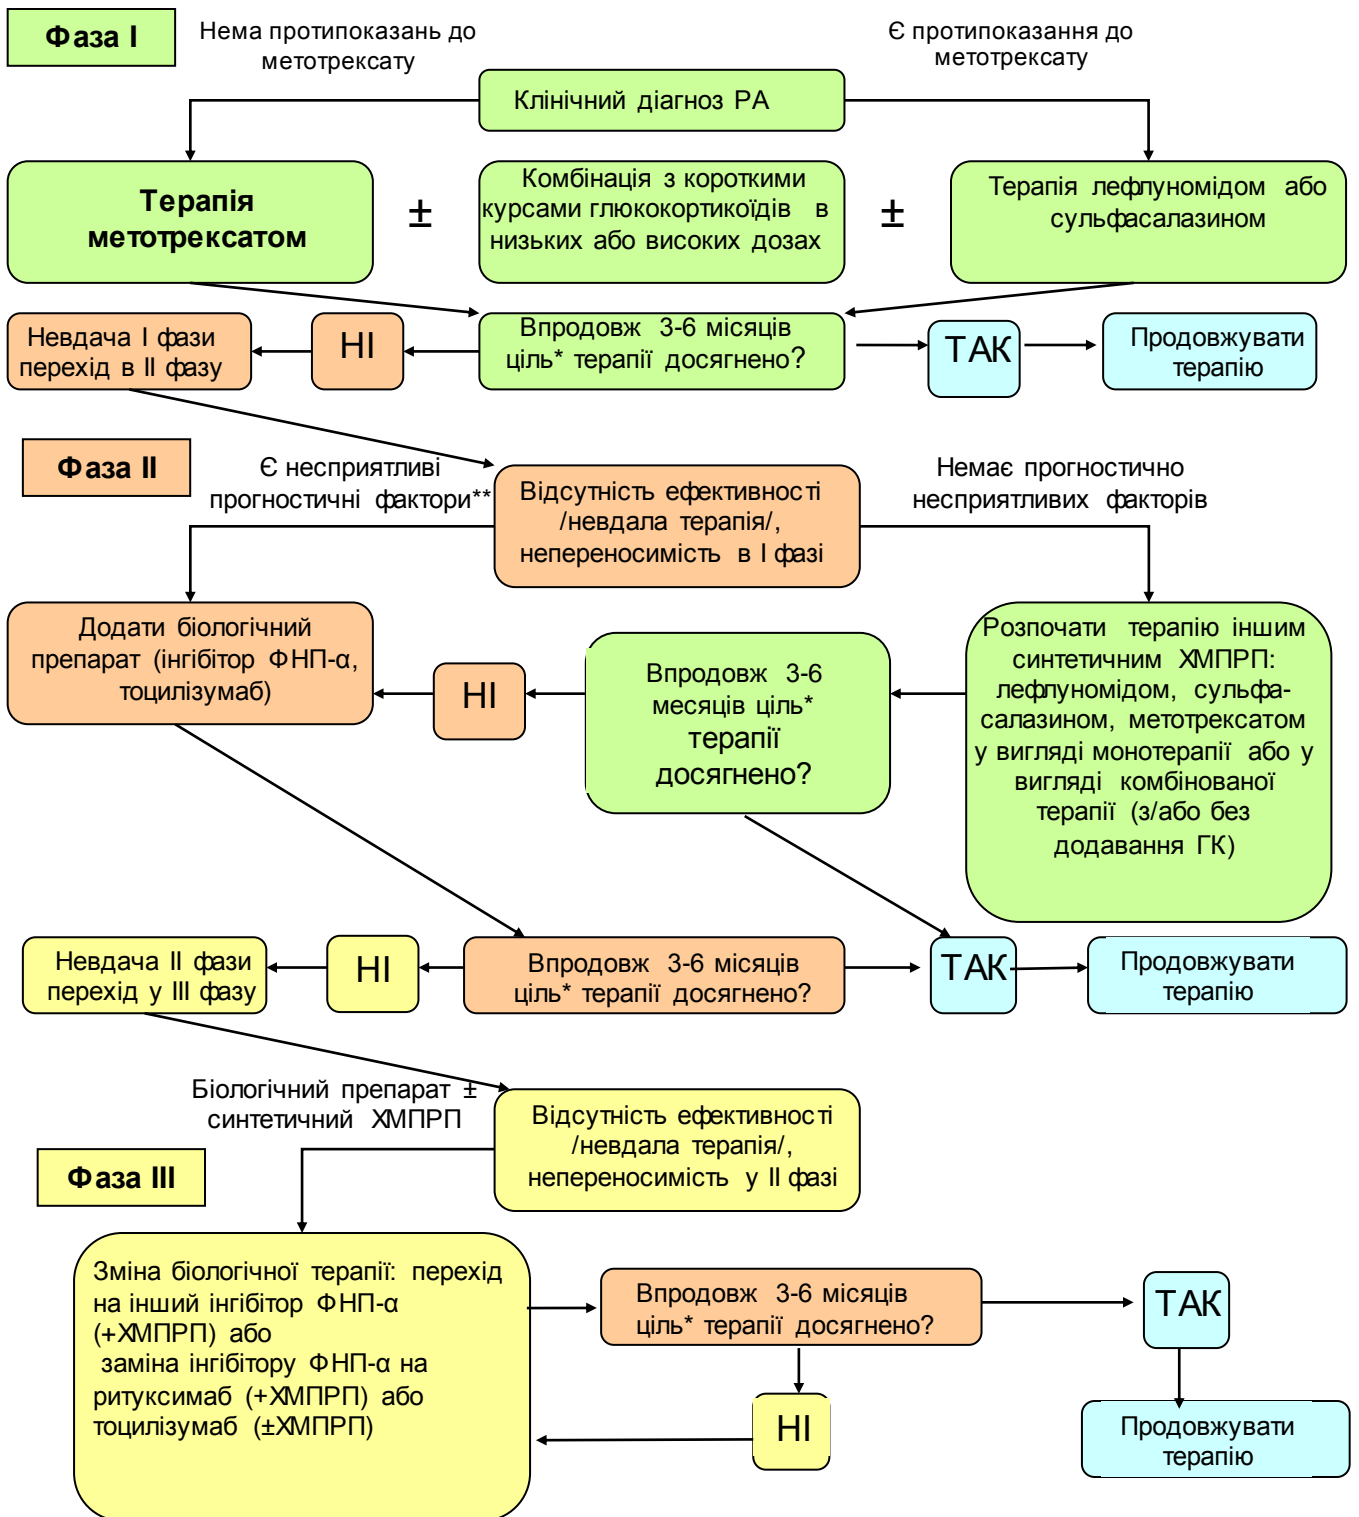 Фаза I
Нема протипоказань до
метотрексату
Є протипоказання до
метотрексату
Клінічний діагноз РА
Терапія
метотрексатом
±
Комбінація з короткими
курсами глюкокортикоїдів в
низьких або високих дозах
±
Терапія лефлуномідом або
сульфасалазином
Невдача I фази
перехід в II фазу
НІ
Впродовж 3-6 місяців
ціль* терапії досягнено?
ТАК
Продовжувати
терапію
Фаза II
Є несприятливі
прогностичні фактори**
Відсутність ефективності
/невдала терапія/,
непереносимість в I фазі
Немає прогностично
несприятливих факторів
Додати біологічний
препарат (інгібітор ФНП-α,
тоцилізумаб)
НІ
Впродовж 3-6
месяців ціль*
терапії
досягнено?
Розпочати терапію іншим
синтетичним ХМПРП:
лефлуномідом, сульфа-
салазином, метотрексатом
у вигляді монотерапії або у
вигляді комбінованої
терапії (з/або без
додавання ГК)
Невдача II фази
перехід у III фазу
НІ
Впродовж 3-6 місяців
ціль* терапії досягнено?
ТАК
Продовжувати
терапію
Біологічний препарат ±
синтетичний ХМПРП
Відсутність ефективності
/невдала терапія/,
непереносимість у II фазі
Фаза III
Зміна біологічної терапії: перехід
на інший інгібітор ФНП-α
(+ХМПРП) або
заміна інгібітору ФНП-α на
ритуксимаб (+ХМПРП) або
тоцилізумаб (±ХМПРП)
Впродовж 3-6 місяців
ціль* терапії досягнено?
ТАК
НІ
Продовжувати
терапію